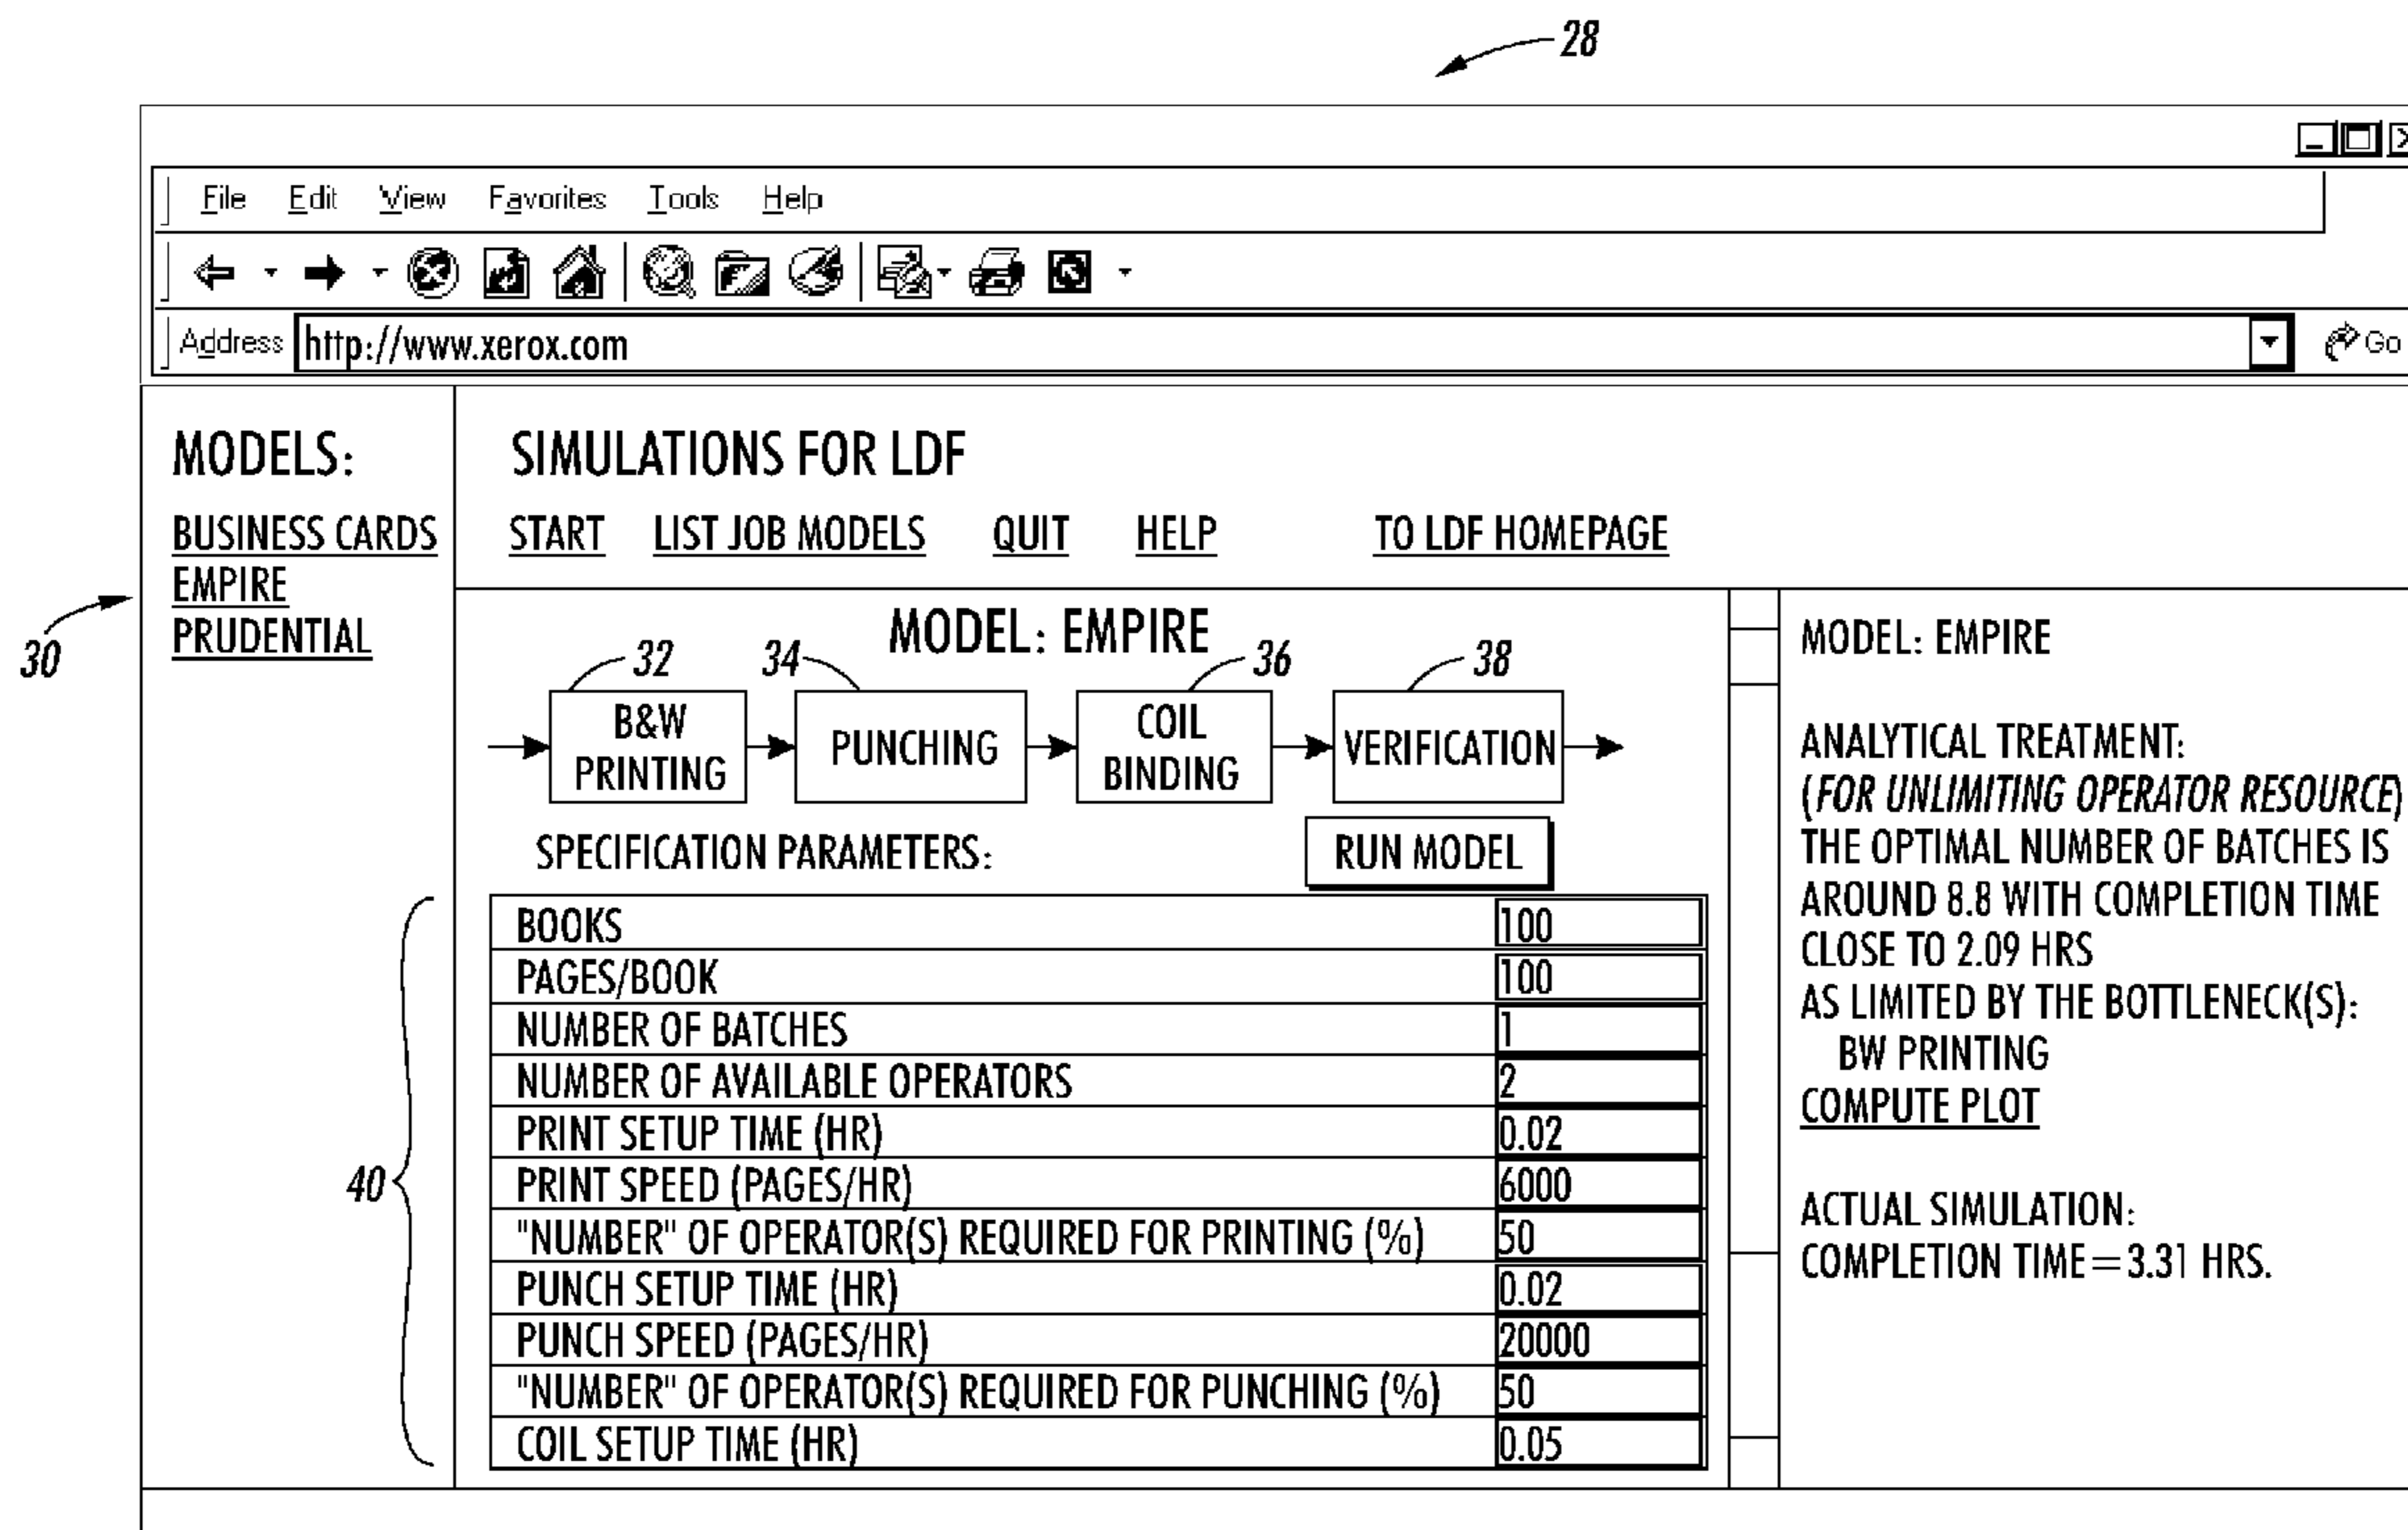 28
File Edit View Favorites Tools Help
Address http://www.xerox.com Go
MODELS:
BUSINESS CARDS
EMPIRE
PRUDENTIAL
30
SIMULATIONS FOR LDF
START LIST JOB MODELS QUIT HELP TO LDF HOMEPAGE
MODEL: EMPIRE
32 34 36 38
B&W PRINTING
PUNCHING
COIL BINDING
VERIFICATION
SPECIFICATION PARAMETERS: RUN MODEL
40
BOOKS 100
PAGES/BOOK 100
NUMBER OF BATCHES 1
NUMBER OF AVAILABLE OPERATORS 2
PRINT SETUP TIME (HR) 0.02
PRINT SPEED (PAGES/HR) 6000
"NUMBER" OF OPERATOR(S) REQUIRED FOR PRINTING (%) 50
PUNCH SETUP TIME (HR) 0.02
PUNCH SPEED (PAGES/HR) 20000
"NUMBER" OF OPERATOR(S) REQUIRED FOR PUNCHING (%) 50
COIL SETUP TIME (HR) 0.05
MODEL: EMPIRE
ANALYTICAL TREATMENT:
(FOR UNLIMITING OPERATOR RESOURCE)
THE OPTIMAL NUMBER OF BATCHES IS
AROUND 8.8 WITH COMPLETION TIME
CLOSE TO 2.09 HRS
AS LIMITED BY THE BOTTLENECK(S):
BW PRINTING
COMPUTE PLOT
ACTUAL SIMULATION:
COMPLETION TIME=3.31 HRS.